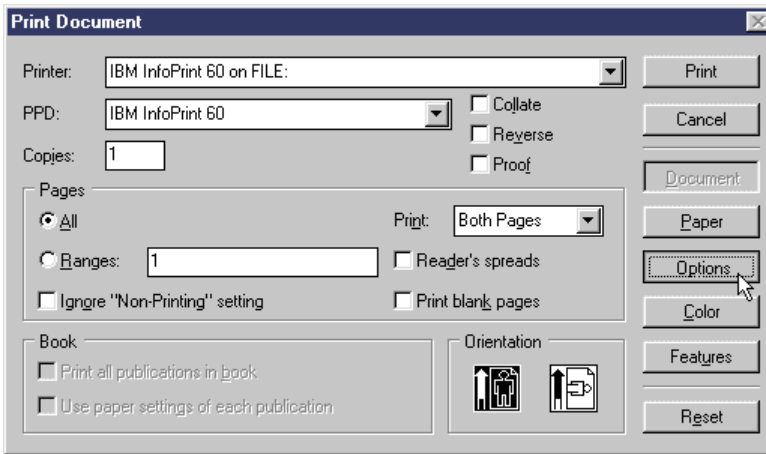 Print Document
Printer: IBM InfoPrint 60 on FILE: Print
PPD: IBM InfoPrint 60 Collate Cancel
Reverse
Copies: 1 Proof
Document
Pages
All Print: Both Pages Paper
Ranges: 1 Reader's spreads Options
Ignore "Non-Printing" setting Print blank pages
Color
Book Orientation
Print all publications in book Features
Use paper settings of each publication
Reset